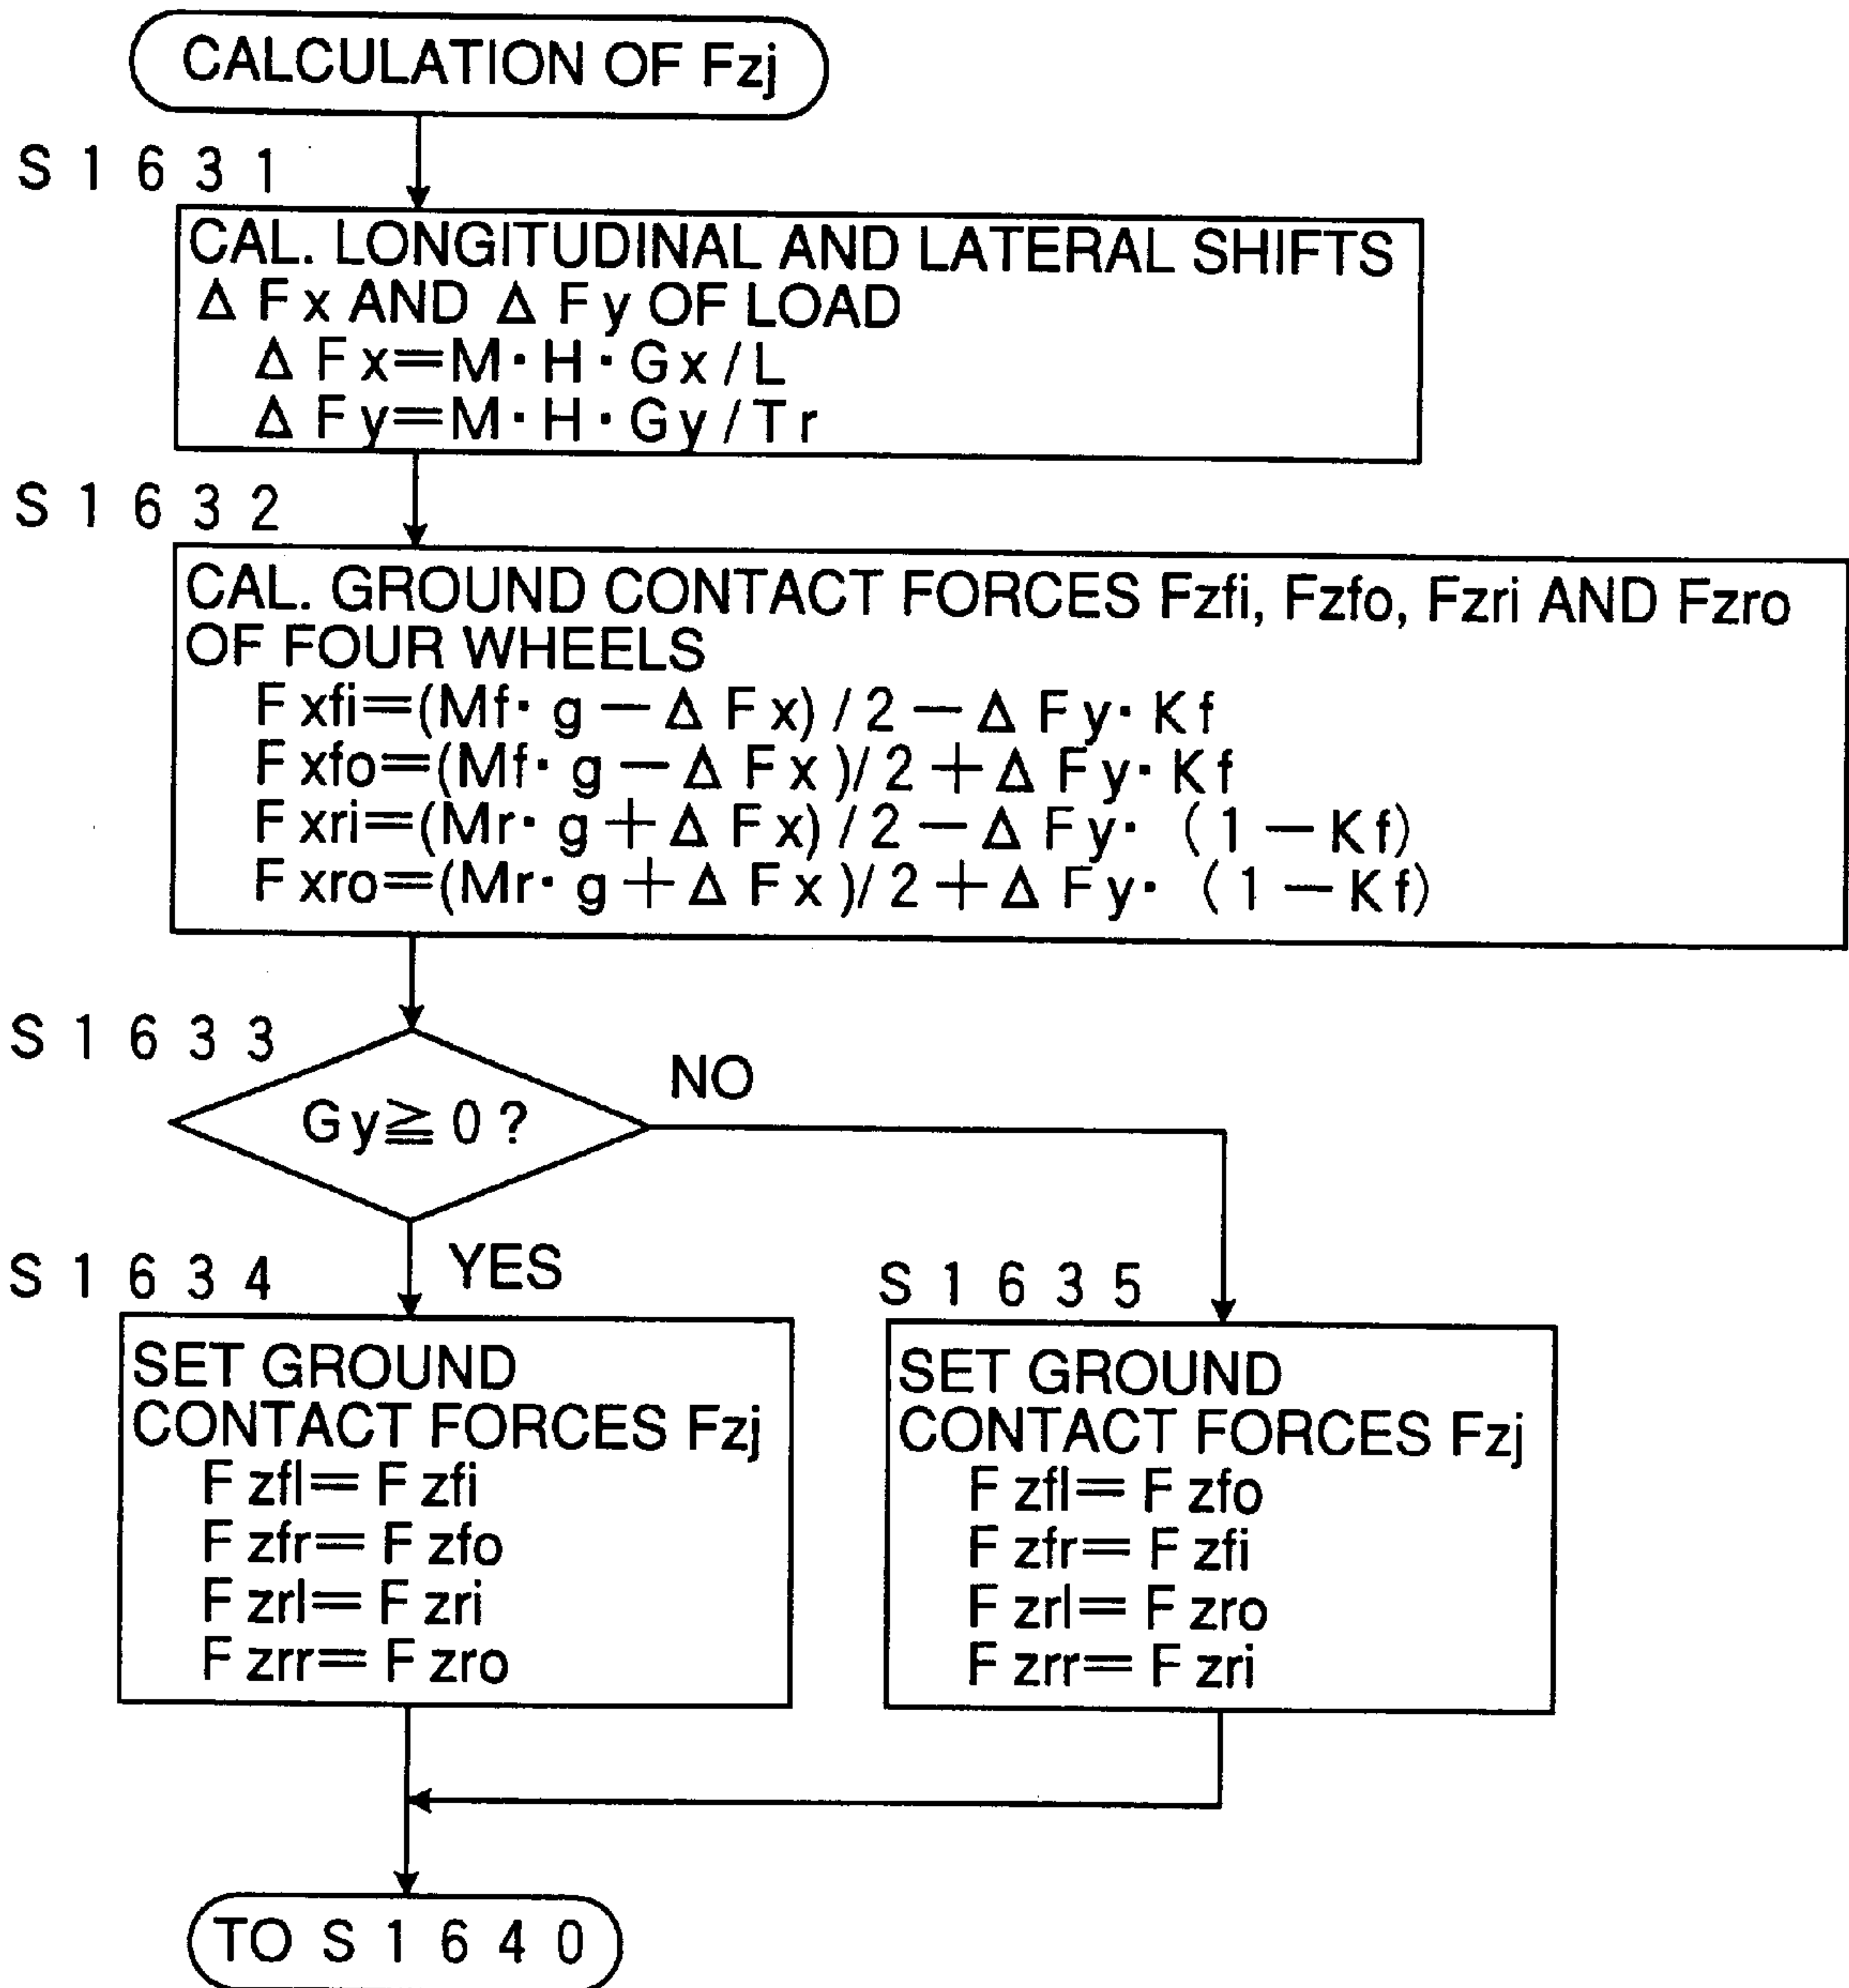 CALCULATION OF Fzj
S 1 6 3 1
CAL. LONGITUDINAL AND LATERAL SHIFTS
Δ F x AND Δ F y OF LOAD
Δ F x=M・H・G x / L
Δ F y=M・H・G y / T r
S 1 6 3 2
CAL. GROUND CONTACT FORCES Fzfi, Fzfo, Fzri AND Fzro
OF FOUR WHEELS
F xfi=(Mf・g－Δ F x) / 2－Δ F y・K f
F xfo=(Mf・g－Δ F x )/ 2＋Δ F y・K f
F xri=(Mr・g＋Δ F x) / 2－Δ F y・( 1－K f)
F xro=(Mr・g＋Δ F x )/ 2＋Δ F y・( 1－K f)
S 1 6 3 3
G y≧ 0 ?
NO
YES
S 1 6 3 4
SET GROUND
CONTACT FORCES Fzj
F zfl= F zfi
F zfr= F zfo
F zrl= F zri
F zrr= F zro
S 1 6 3 5
SET GROUND
CONTACT FORCES Fzj
F zfl= F zfo
F zfr= F zfi
F zrl= F zro
F zrr= F zri
TO S 1 6 4 0